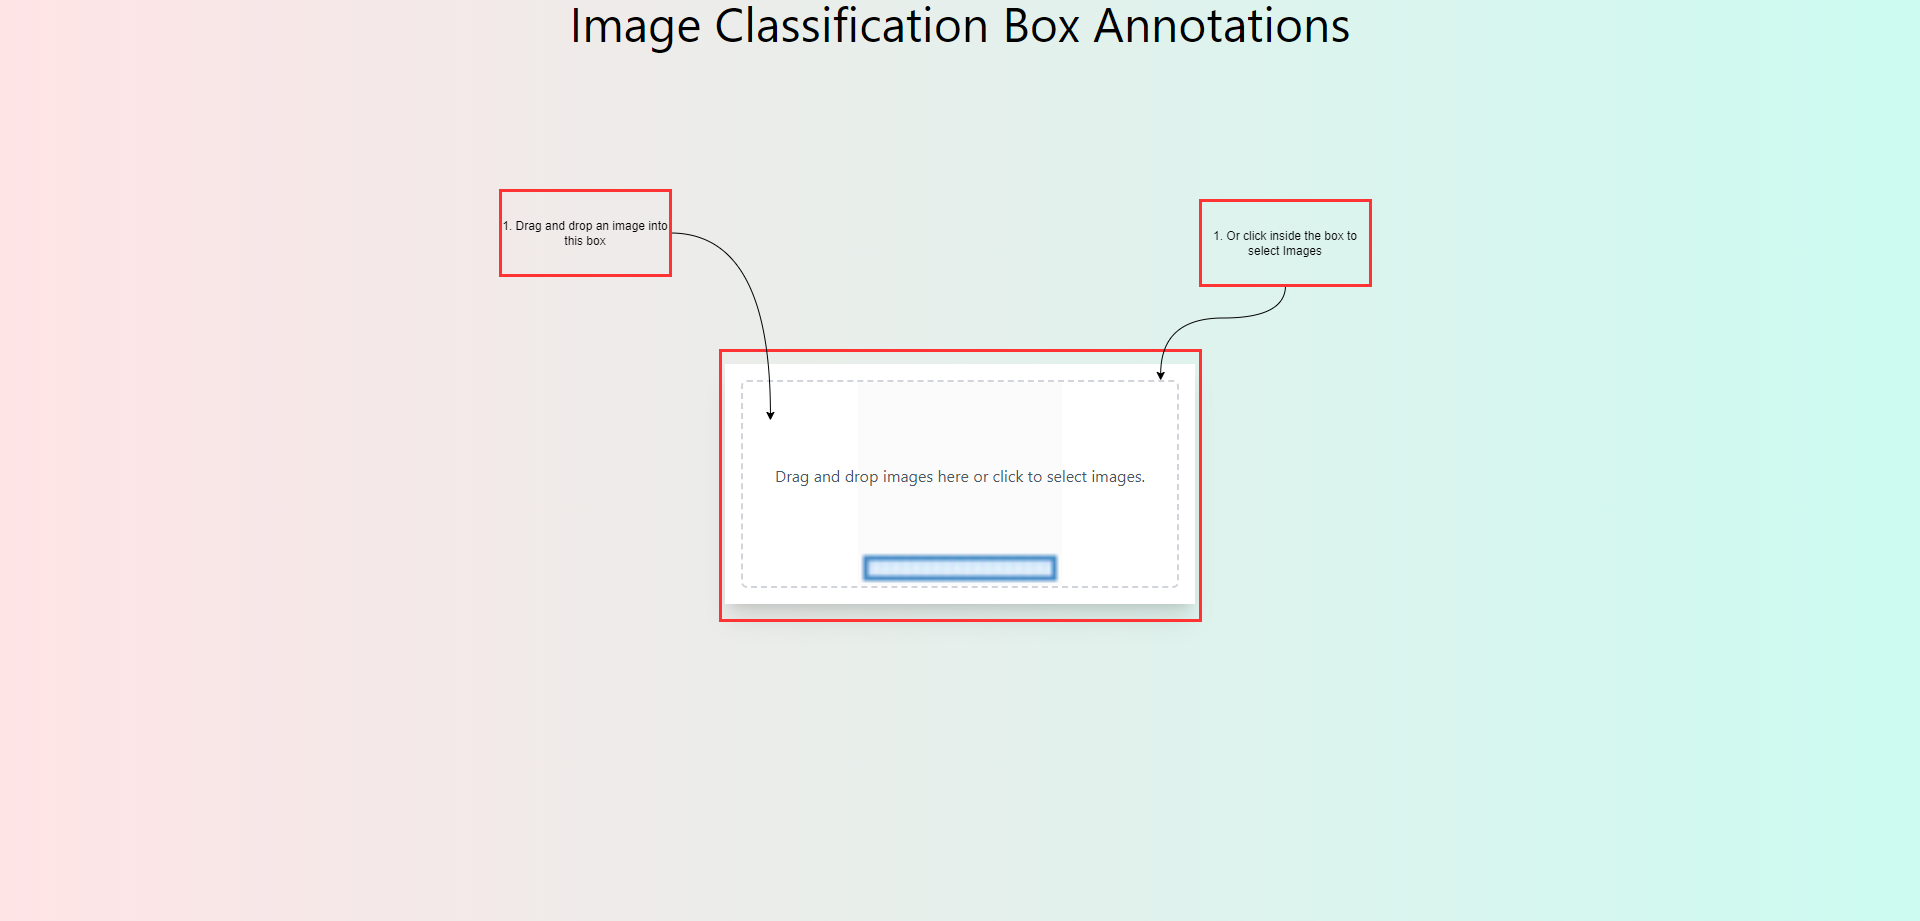 Image Classification Box Annotations
1. Drag and drop an image into
this box
1. Or click inside the box to
select Images
Drag and drop images here or click to select images.